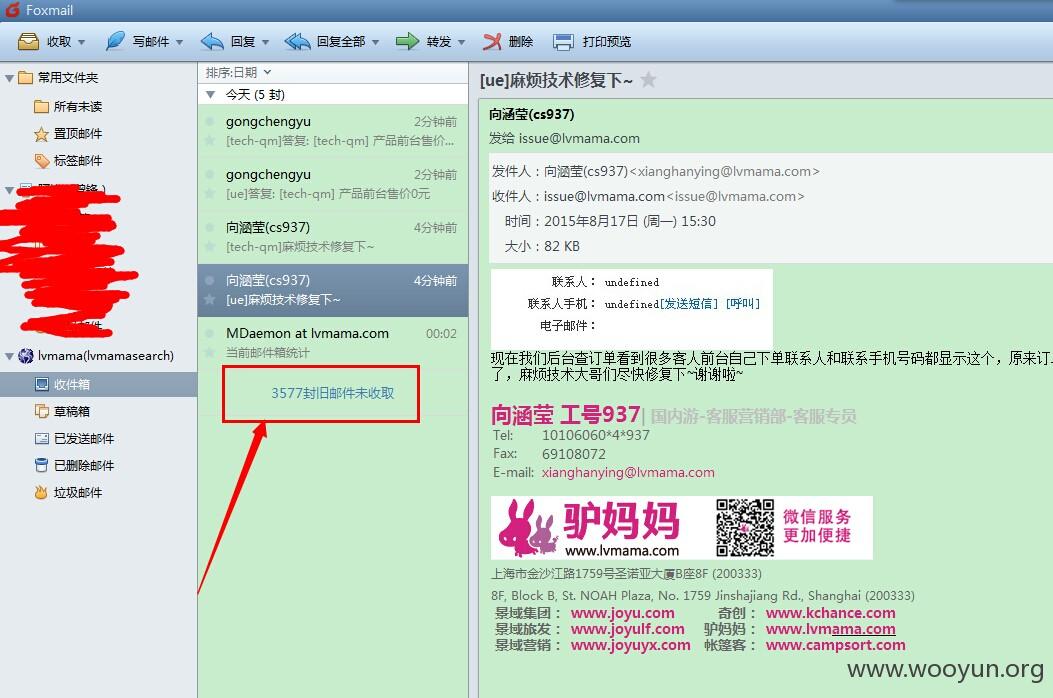 Foxmail
收取 写邮件 回复 回复全部 转发 删除 打印预览
常用文件夹
所有未读
置顶邮件
标签邮件
lvmama(lvmamasearch)
收件箱
草稿箱
已发送邮件
已删除邮件
垃圾邮件
排序:日期
今天 (5 封)
gongchengyu 2分钟前
[tech-qm]答复: [tech-qm] 产品前台售价...
gongchengyu 2分钟前
[ue]答复: [tech-qm] 产品前台售价0元
向涵莹(cs937) 4分钟前
[tech-qm]麻烦技术修复下~
向涵莹(cs937) 4分钟前
[ue]麻烦技术修复下~
MDaemon at lvmama.com 00:02
当前邮件箱统计
3577封旧邮件未收取
[ue]麻烦技术修复下~
向涵莹(cs937)
发给 issue@lvmama.com
发件人：向涵莹(cs937)<xianghanying@lvmama.com>
收件人：issue@lvmama.com<issue@lvmama.com>
时间：2015年8月17日 (周一) 15:30
大小：82 KB
联系人： undefined
联系人手机： undefined[发送短信] [呼叫]
电子邮件：
现在我们后台查订单看到很多客人前台自己下单联系人和联系手机号码都显示这个，原来订
了，麻烦技术大哥们尽快修复下~谢谢啦~
向涵莹 工号937| 国内游-客服营销部-客服专员
Tel: 10106060*4*937
Fax: 69108072
E-mail: xianghanying@lvmama.com
驴妈妈
www.lvmama.com
微信服务
更加便捷
上海市金沙江路1759号圣诺亚大厦B座8F (200333)
8F, Block B, St. NOAH Plaza, No. 1759 Jinshajiang Rd., Shanghai (200333)
景域集团： www.joyu.com 奇创： www.kchance.com
景域旅发： www.joyulf.com 驴妈妈： www.lvmama.com
景域营销： www.joyuyx.com 帐篷客： www.campsort.com
www.wooyun.org